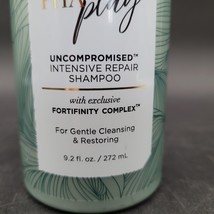 play
UNCOMPROMISED™
INTENSIVE REPAIR
SHAMPOO
with exclusive
FORTIFINITY COMPLEX™
For Gentle Cleansing
& Restoring
9.2 fl. oz. / 272 mL